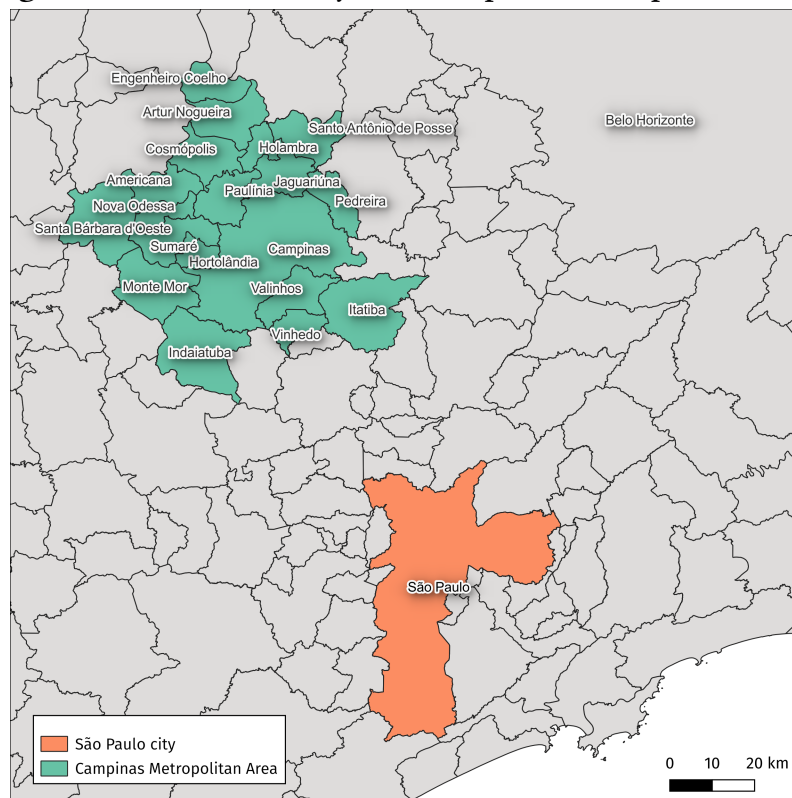 Engenheiro Coelho
Artur Nogueira
Belo Horizonte
Santo Antônio de Posse
Cosmópolis
Holambra
Americana
Jaguariúna
Paulínia
Pedreira
Nova Odessa
Santa Bárbara d'Oeste
Sumaré
Campinas
Hortolândia
Monte Mor
Valinhos
Itatiba
Vinhedo
Indaiatuba
São Paulo
São Paulo city
Campinas Metropolitan Area
0 10 20 km